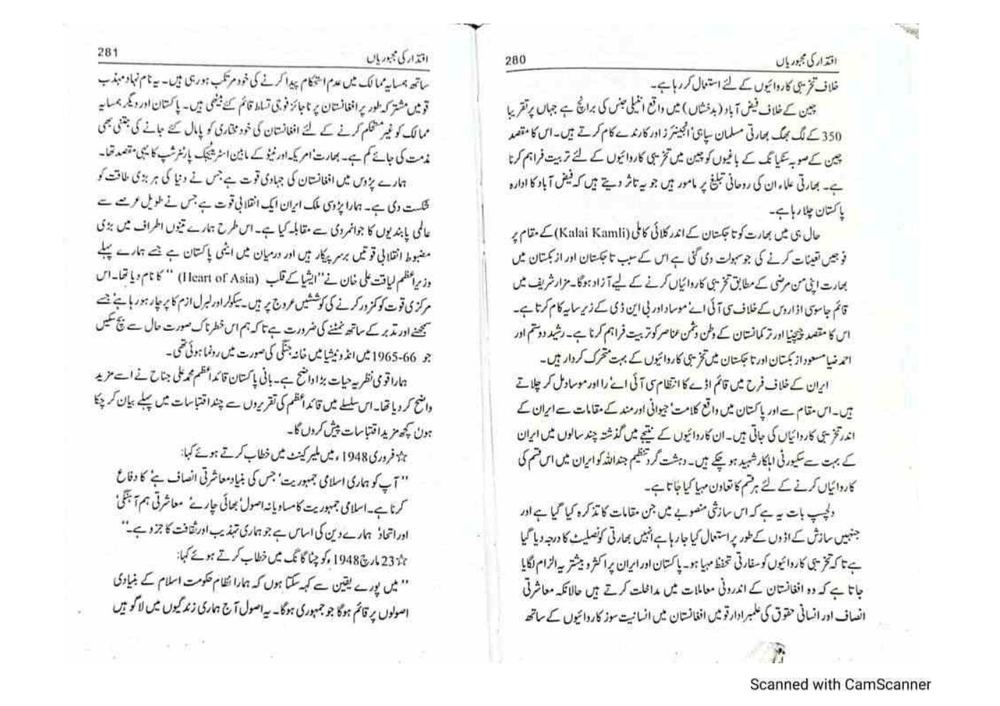 280
اقتدار کی مجبوریاں
خلاف تخریبی کاروائیوں کے لئے استعمال کر رہا ہے۔
چین کے خلاف فیض آباد (بدخشاں) میں واقع انٹیلی جنس کی برانچ ہے جہاں پر تقریبا
350 کے لگ بھگ بھارتی مسلمان سپاہی انجینئرز اور کارندے کام کرتے ہیں۔ اس کا مقصد
چین کے صوبہ سنکیانگ کے باغیوں کو چین میں تخریبی کاروائیوں کے لئے تربیت فراہم کرنا
ہے۔ بھارتی علماء ان کی روحانی تبلیغ پر مامور ہیں جو یہ تاثر دیتے ہیں کہ فیض آباد کا ادارہ
پاکستان چلا رہا ہے۔
حال ہی میں بھارت کو تاجکستان کے اندر کلائی کاملی (Kalai Kamli) کے مقام پر
فوجیں تعینات کرنے کی جو سہولت دی گئی ہے اس کے سبب تاجکستان اور ازبکستان میں
بھارت اپنی من مرضی کے مطابق تخریبی کاروائیاں کرنے کے لیے آزاد ہوگا۔ مزار شریف میں
قائم جاسوسی اڈا روس کے خلاف سی آئی اے' موساد اور بی این ڈی کے زیر سایہ کام کرتا ہے۔
اس کا مقصد چیچنیا اور ترکمانستان کے وطن دشمن عناصر کو تربیت فراہم کرنا ہے۔ رشید دوستم اور
احمد ضیا مسعود ازبکستان اور تاجکستان میں تخریبی کاروائیوں کے بہت متحرک کردار ہیں۔
ایران کے خلاف فرح میں قائم اڈے کا انتظام سی آئی اے' را اور موساد مل کر چلاتے
ہیں۔ اس مقام سے اور پاکستان میں واقع کلامت' جیوانی اور مند کے مقامات سے ایران کے
اندر تخریبی کاروائیاں کی جاتی ہیں۔ ان کاروائیوں کے نتیجے میں گذشتہ چند سالوں میں ایران
کے بہت سے سکیورٹی اہلکار شہید ہوچکے ہیں۔ دہشت گرد تنظیم جند اللہ کو ایران میں اس قسم کی
کاروائیاں کرنے کے لئے ہر قسم کا تعاون مہیا کیا جاتا ہے۔
دلچسپ بات یہ ہے کہ اس سازشی منصوبے میں جن مقامات کا تذکرہ کیا گیا ہے اور
جنہیں سازش کے اڈوں کے طور پر استعمال کیا جا رہا ہے انہیں بھارتی کونصلیٹ کا درجہ دیا گیا
ہے تاکہ تخریبی کاروائیوں کو سفارتی تحفظ مہیا ہو۔ پاکستان اور ایران پر اکثر و بیشتر یہ الزام لگایا
جاتا ہے کہ وہ افغانستان کے اندرونی معاملات میں مداخلت کرتے ہیں حالانکہ معاشرتی
انصاف اور انسانی حقوق کی علمبردار قومیں افغانستان میں انسانیت سوز کاروائیوں کے ساتھ
281
اقتدار کی مجبوریاں
ساتھ ہمسایہ ممالک میں عدم استحکام پیدا کرنے کی خود مرتکب ہو رہی ہیں۔ یہ نام نہاد مہذب
قومیں مشترکہ طور پر افغانستان پر ناجائز فوجی تسلط قائم کئے بیٹھی ہیں۔ پاکستان اور دیگر ہمسایہ
ممالک کو غیر مستحکم کرنے کے لئے افغانستان کی خود مختاری کو پامال کئے جانے کی جتنی بھی
مذمت کی جائے کم ہے۔ بھارت' امریکہ اور نیٹو کے مابین اسٹریٹیجک پارٹنرشپ کا یہی مقصد تھا۔
ہمارے پڑوس میں افغانستان کی جہادی قوت ہے جس نے دنیا کی ہر بڑی طاقت کو
شکست دی ہے۔ ہمارا پڑوسی ملک ایران ایک انقلابی قوت ہے جس نے طویل عرصے سے
عالمی پابندیوں کا جوانمردی سے مقابلہ کیا ہے۔ اس طرح ہمارے تینوں اطراف میں بڑی
مضبوط انقلابی قوتیں برسر پیکار ہیں اور درمیان میں ایٹمی پاکستان ہے جسے ہمارے پہلے
وزیراعظم لیاقت علی خان نے ''ایشیا کے قلب (Heart of Asia)'' کا نام دیا تھا۔ اس
مرکزی قوت کو کمزور کرنے کی کوششیں عروج پر ہیں۔ سیکولر اور لبرل ازم کا پرچار ہو رہا ہے' جسے
سمجھنے اور تدبر کے ساتھ نمٹنے کی ضرورت ہے تاکہ ہم اس خطرناک صورت حال سے بچ سکیں
جو 1965-66 میں انڈونیشیا میں خانہ جنگی کی صورت میں رونما ہوئی تھی۔
ہمارا قومی نظریہ حیات بڑا واضح ہے۔ بانی پاکستان قائداعظم محمد علی جناح نے اسے مزید
واضح کر دیا تھا۔ اس سلسلے میں قائداعظم کی تقریروں سے چند اقتباسات میں پہلے بیان کر چکا
ہوں' کچھ مزید اقتباسات پیش کروں گا۔
☆ فروری 1948ء میں ملیر کینٹ میں خطاب کرتے ہوئے کہا:
''آپ کو ہماری اسلامی جمہوریت' جس کی بنیاد معاشرتی انصاف ہے' کا دفاع
کرنا ہے۔ اسلامی جمہوریت کا مساویانہ اصول' بھائی چارے' معاشرتی ہم آہنگی'
اور اتحاد' ہمارے دین کی اساس ہے جو ہماری تہذیب اور ثقافت کا جزو ہے۔''
☆ 23 مارچ 1948ء کو چٹا گانگ میں خطاب کرتے ہوئے کہا:
''میں پورے یقین سے کہہ سکتا ہوں کہ ہمارا نظام حکومت اسلام کے بنیادی
اصولوں پر قائم ہوگا جو جمہوری ہوگا۔ یہ اصول آج ہماری زندگیوں میں لاگو ہیں
Scanned with CamScanner